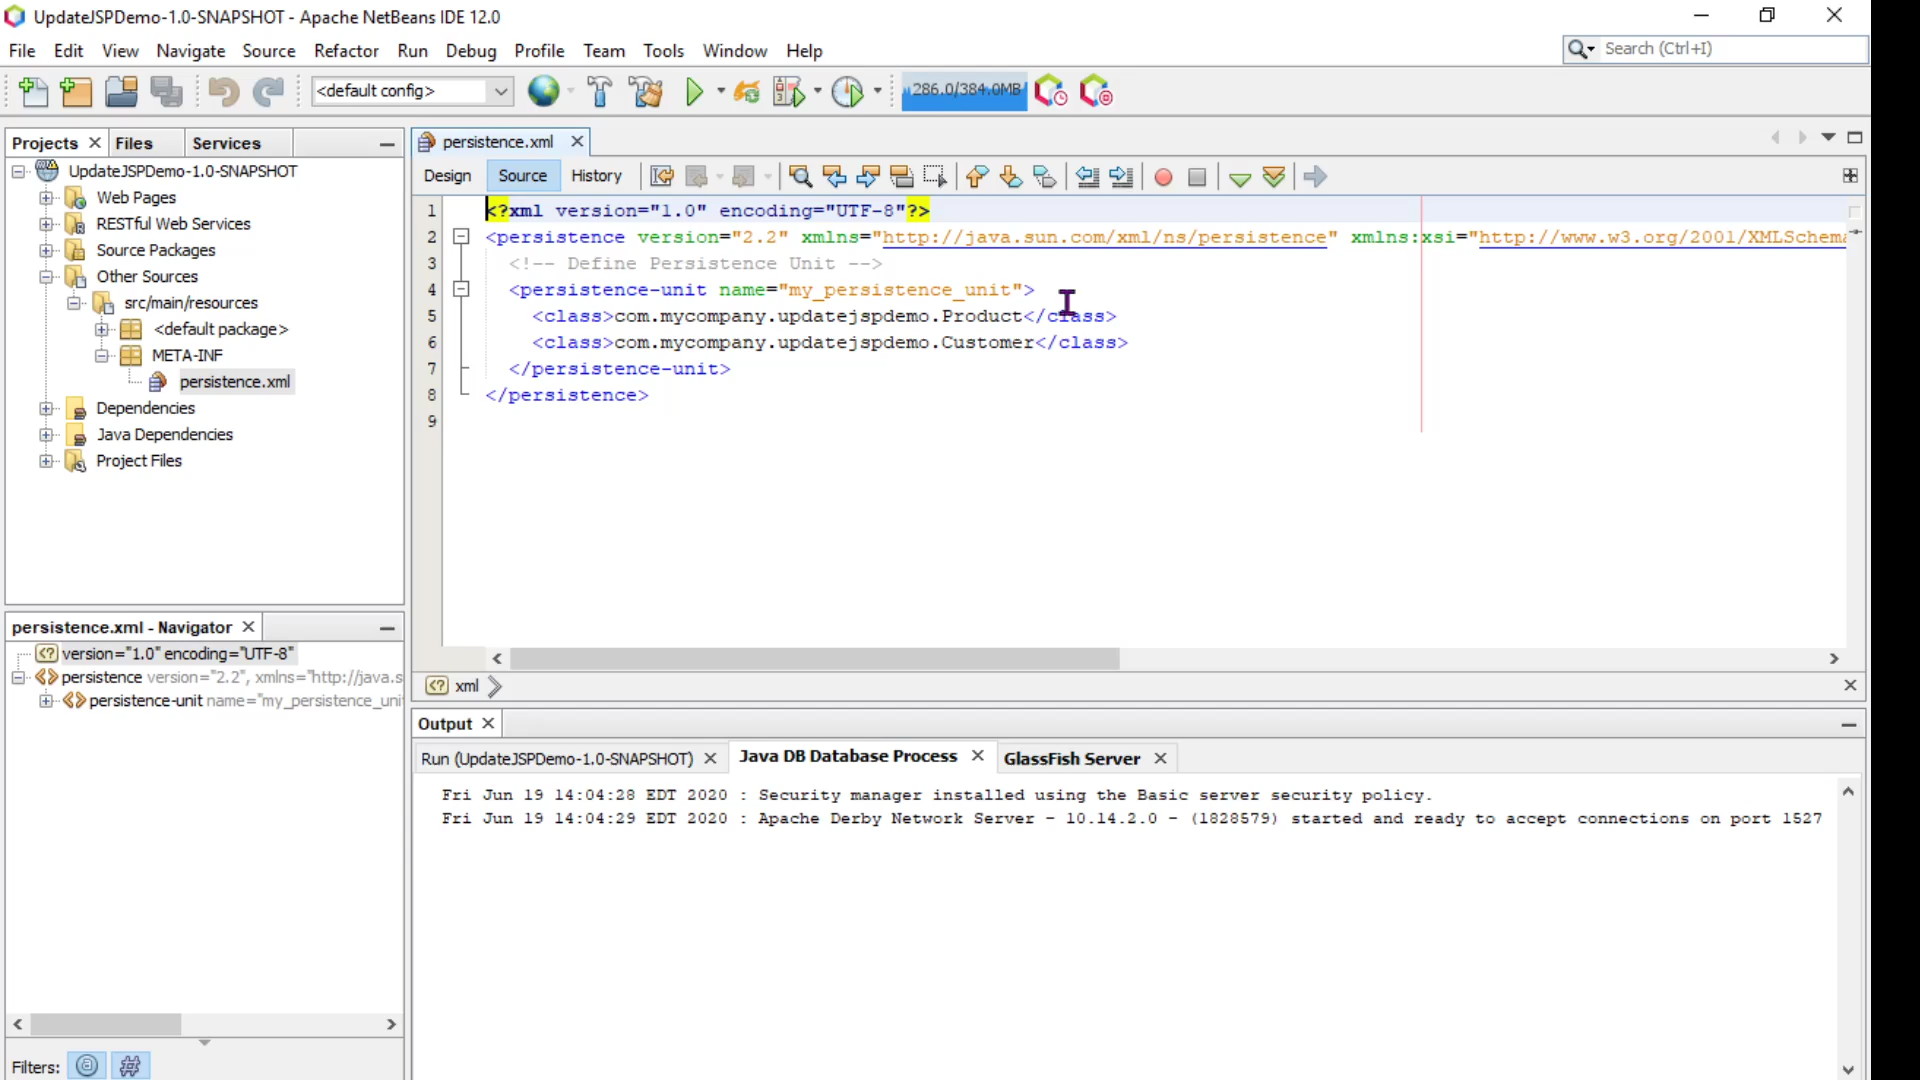 UpdateJSPDemo-1.0-SNAPSHOT - Apache NetBeans IDE 12.0
File Edit View Navigate Source Refactor Run Debug Profile Team Tools Window Help
Search (Ctrl+I)
<default config>
286.0/384.0MB
Projects Files Services
UpdateJSPDemo-1.0-SNAPSHOT
Web Pages
RESTful Web Services
Source Packages
Other Sources
src/main/resources
<default package>
META-INF
persistence.xml
Dependencies
Java Dependencies
Project Files
persistence.xml
Design Source History
1 <?xml version="1.0" encoding="UTF-8"?>
2 <persistence version="2.2" xmlns="http://java.sun.com/xml/ns/persistence" xmlns:xsi="http://www.w3.org/2001/XMLSchema
3 <!-- Define Persistence Unit -->
4 <persistence-unit name="my_persistence_unit">
5 <class>com.mycompany.updatejspdemo.Product</class>
6 <class>com.mycompany.updatejspdemo.Customer</class>
7 </persistence-unit>
8 </persistence>
9
xml
persistence.xml - Navigator
version="1.0" encoding="UTF-8"
persistence version="2.2", xmlns="http://java.s
persistence-unit name="my_persistence_uni
Filters:
Output
Run (UpdateJSPDemo-1.0-SNAPSHOT) Java DB Database Process GlassFish Server
Fri Jun 19 14:04:28 EDT 2020 : Security manager installed using the Basic server security policy.
Fri Jun 19 14:04:29 EDT 2020 : Apache Derby Network Server - 10.14.2.0 - (1828579) started and ready to accept connections on port 1527